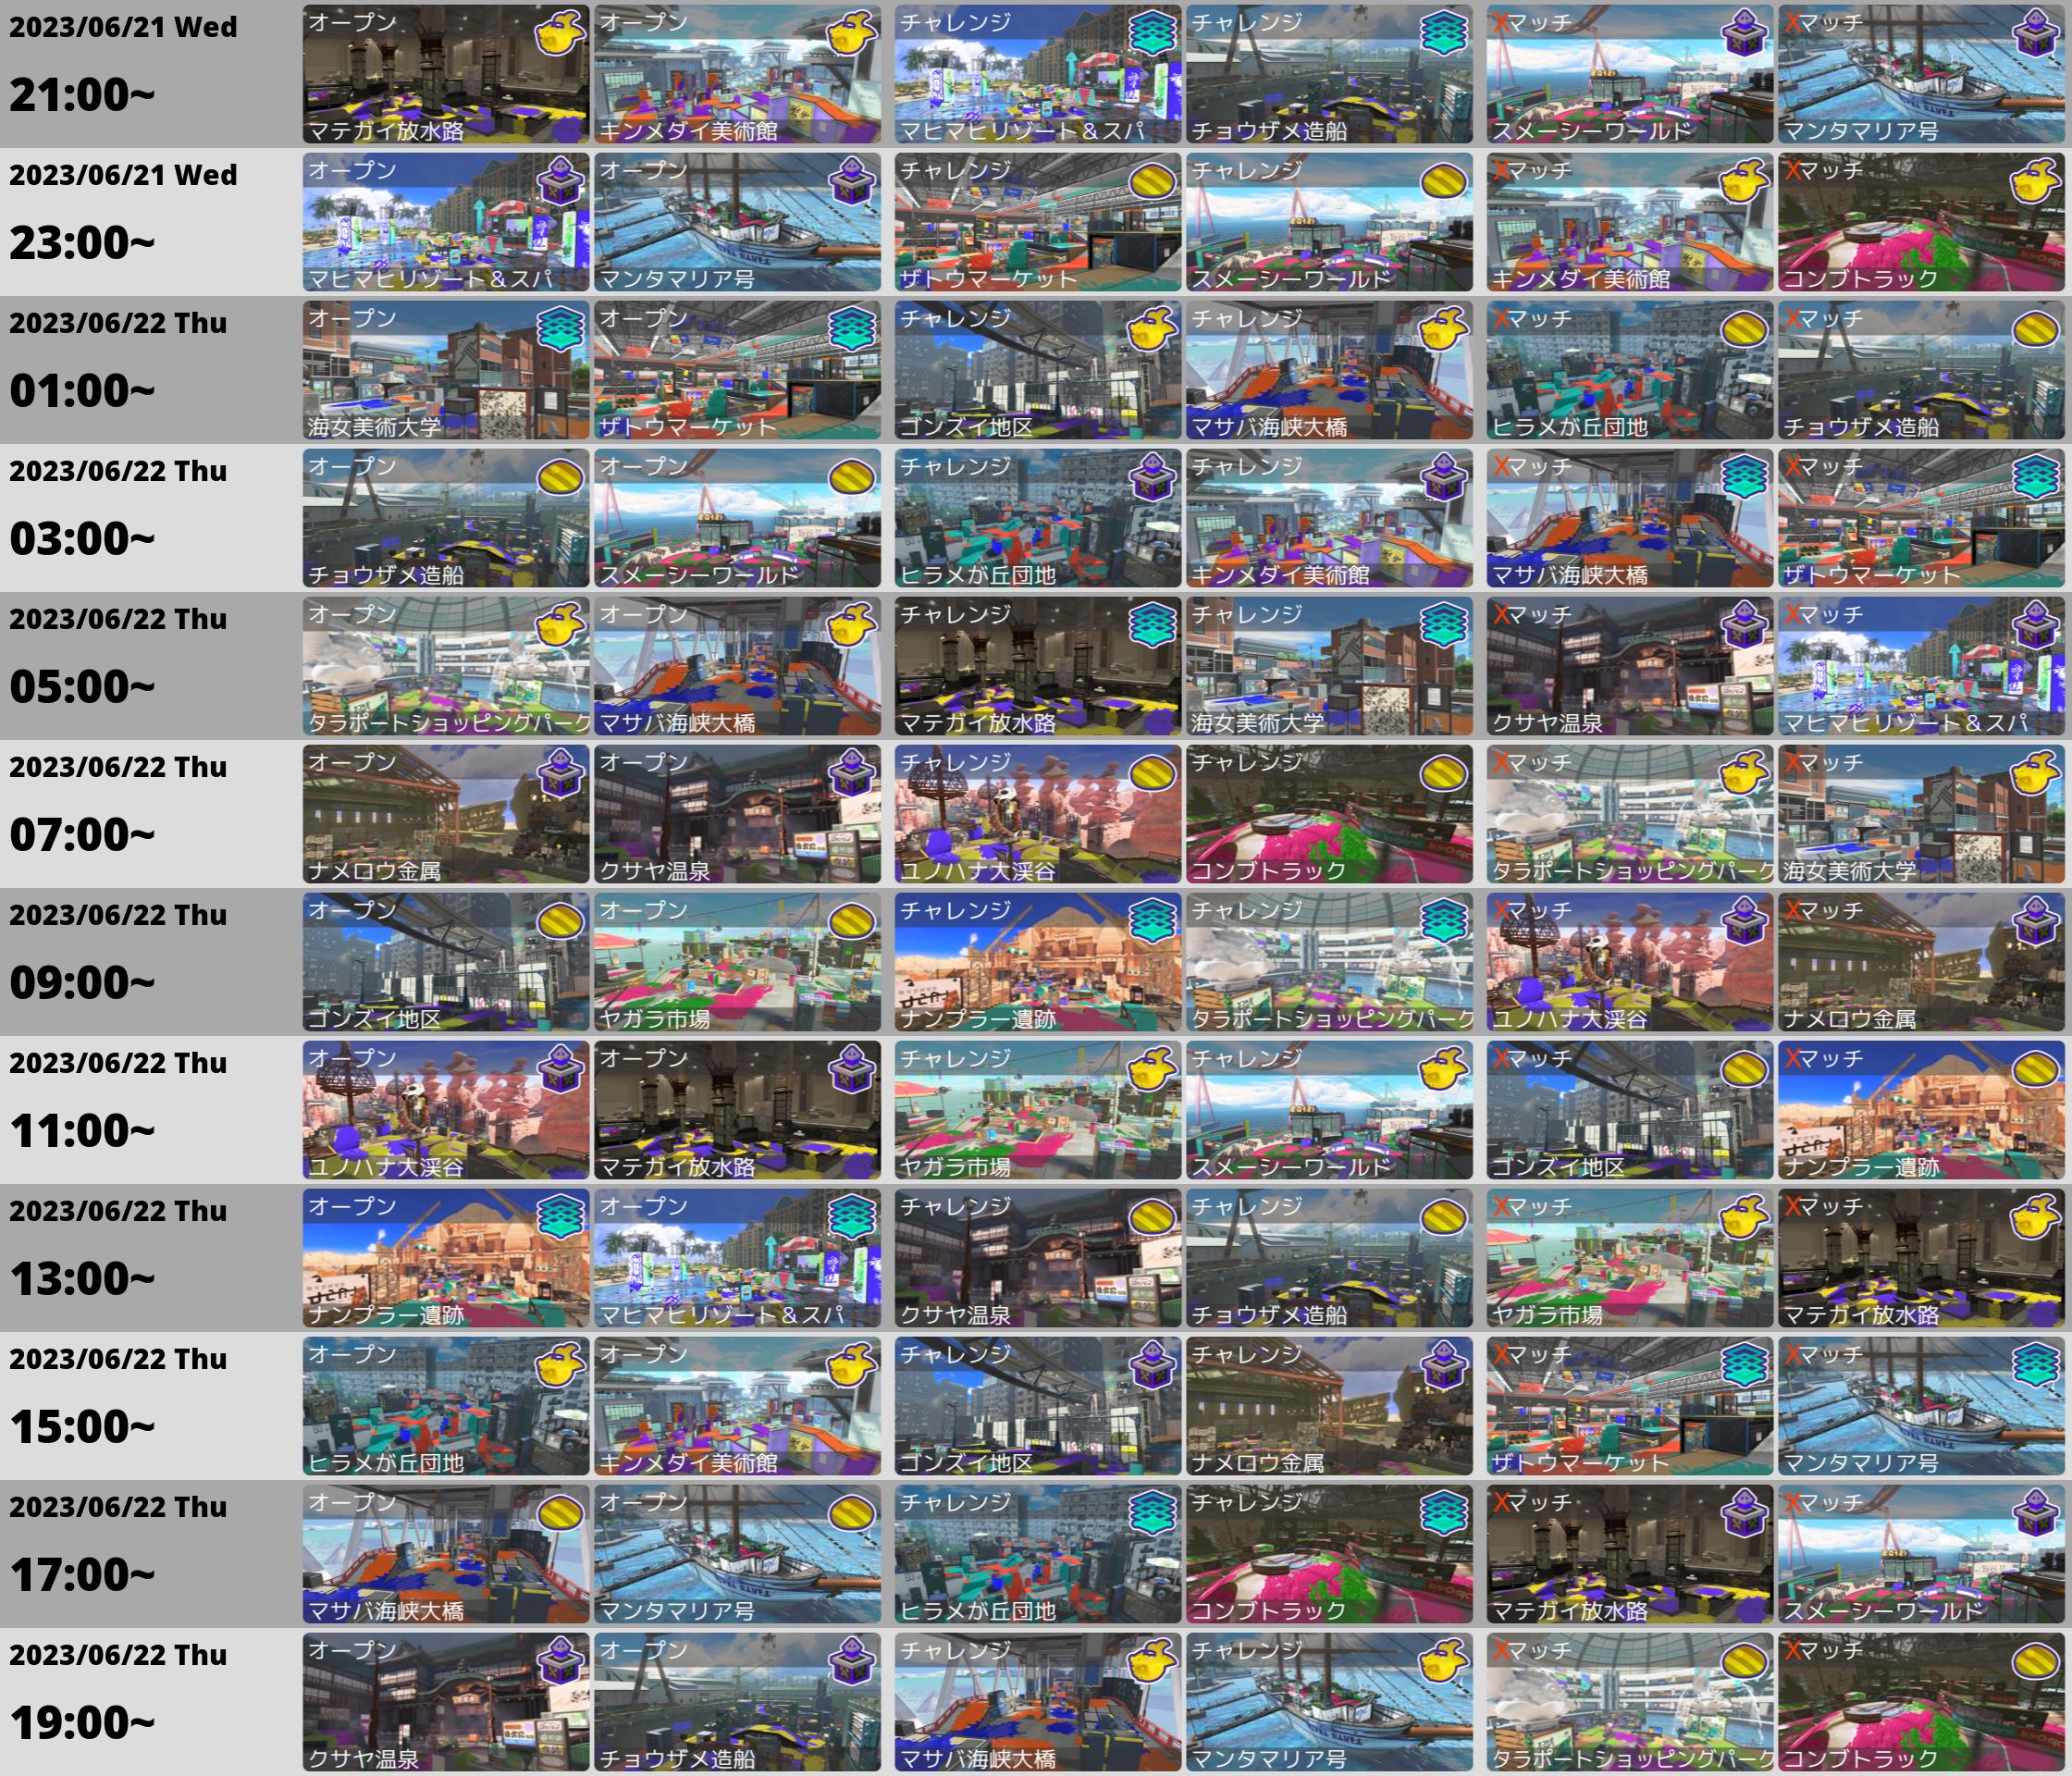 2023/06/21 Wed
21:00~
オープン オープン チャレンジ チャレンジ Xマッチ Xマッチ
マテガイ放水路 キンメダイ美術館 マヒマヒリゾート＆スパ チョウザメ造船 スメーシーワールド マンタマリア号
2023/06/21 Wed
23:00~
オープン オープン チャレンジ チャレンジ Xマッチ Xマッチ
マヒマヒリゾート＆スパ マンタマリア号 ザトウマーケット スメーシーワールド キンメダイ美術館 コンブトラック
2023/06/22 Thu
01:00~
オープン オープン チャレンジ チャレンジ Xマッチ Xマッチ
海女美術大学 ザトウマーケット ゴンズイ地区 マサバ海峡大橋 ヒラメが丘団地 チョウザメ造船
2023/06/22 Thu
03:00~
オープン オープン チャレンジ チャレンジ Xマッチ Xマッチ
チョウザメ造船 スメーシーワールド ヒラメが丘団地 キンメダイ美術館 マサバ海峡大橋 ザトウマーケット
2023/06/22 Thu
05:00~
オープン オープン チャレンジ チャレンジ Xマッチ Xマッチ
タラポートショッピングパーク マサバ海峡大橋 マテガイ放水路 海女美術大学 クサヤ温泉 マヒマヒリゾート＆スパ
2023/06/22 Thu
07:00~
オープン オープン チャレンジ チャレンジ Xマッチ Xマッチ
ナメロウ金属 クサヤ温泉 ユノハナ大渓谷 コンブトラック タラポートショッピングパーク 海女美術大学
2023/06/22 Thu
09:00~
オープン オープン チャレンジ チャレンジ Xマッチ Xマッチ
ゴンズイ地区 ヤガラ市場 ナンプラー遺跡 タラポートショッピングパーク ユノハナ大渓谷 ナメロウ金属
2023/06/22 Thu
11:00~
オープン オープン チャレンジ チャレンジ Xマッチ Xマッチ
ユノハナ大渓谷 マテガイ放水路 ヤガラ市場 スメーシーワールド ゴンズイ地区 ナンプラー遺跡
2023/06/22 Thu
13:00~
オープン オープン チャレンジ チャレンジ Xマッチ Xマッチ
ナンプラー遺跡 マヒマヒリゾート＆スパ クサヤ温泉 チョウザメ造船 ヤガラ市場 マテガイ放水路
2023/06/22 Thu
15:00~
オープン オープン チャレンジ チャレンジ Xマッチ Xマッチ
ヒラメが丘団地 キンメダイ美術館 ゴンズイ地区 ナメロウ金属 ザトウマーケット マンタマリア号
2023/06/22 Thu
17:00~
オープン オープン チャレンジ チャレンジ Xマッチ Xマッチ
マサバ海峡大橋 マンタマリア号 ヒラメが丘団地 コンブトラック マテガイ放水路 スメーシーワールド
2023/06/22 Thu
19:00~
オープン オープン チャレンジ チャレンジ Xマッチ Xマッチ
クサヤ温泉 チョウザメ造船 マサバ海峡大橋 マンタマリア号 タラポートショッピングパーク コンブトラック